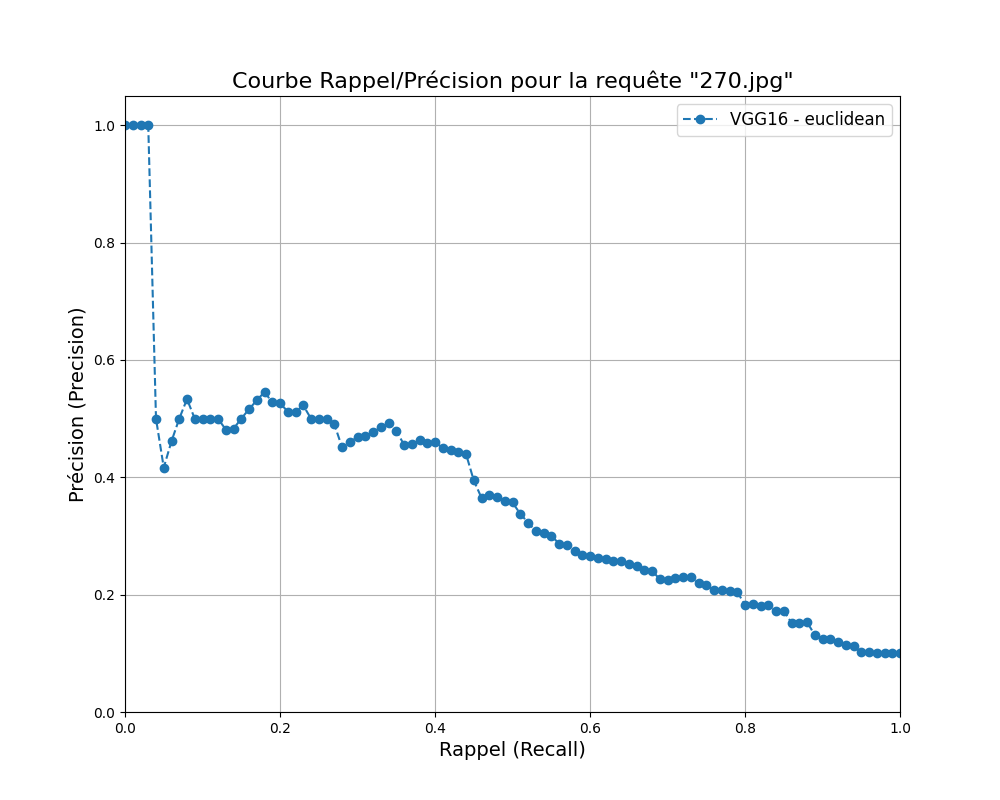 Courbe Rappel/Précision pour la requête "270.jpg"
VGG16 - euclidean
1.0
0.8
0.6
0.4
0.2
0.0
Précision (Precision)
0.0 0.2 0.4 0.6 0.8 1.0
Rappel (Recall)